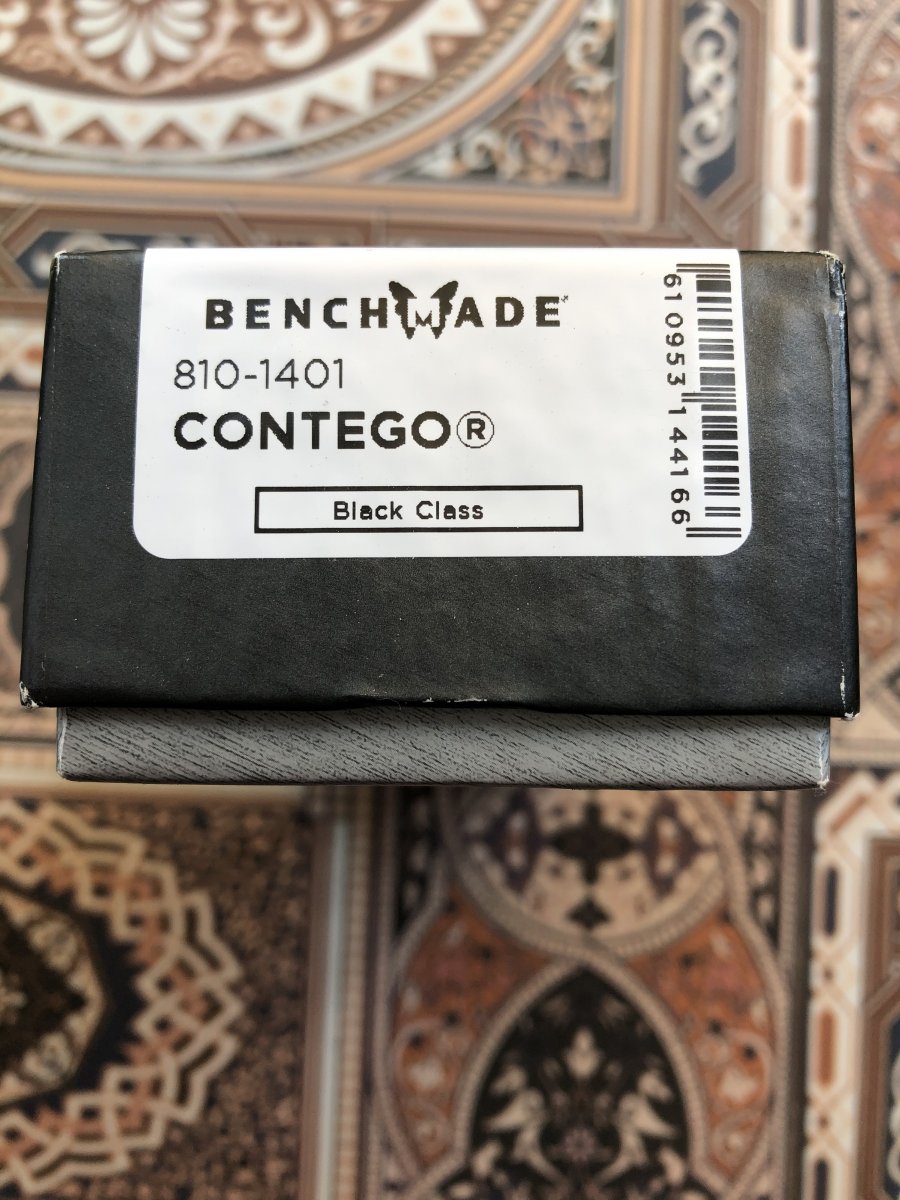 BENCHMADE
810-1401
CONTEGO®
Black Class
6 10953 14416 6